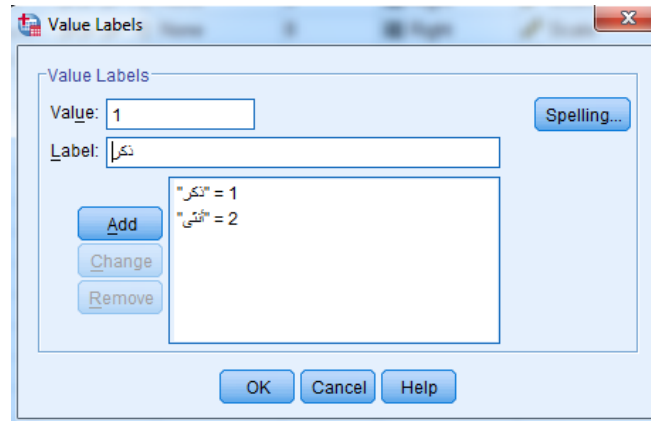 Value Labels
Value Labels
Value: 1
Spelling...
Label: ذكر
"ذكر" = 1
"أنثى" = 2
Add
Change
Remove
OK Cancel Help